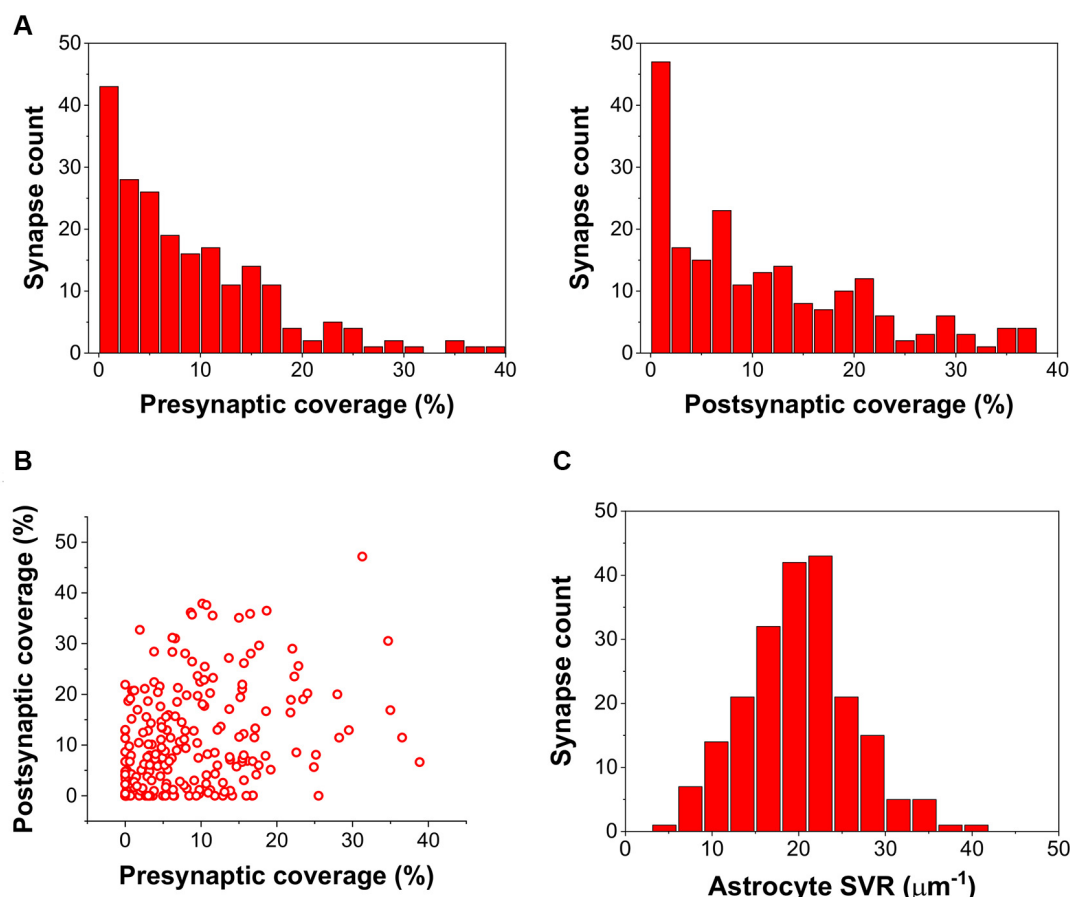 A
Synapse count
50
40
30
20
10
0
0 10 20 30 40
Presynaptic coverage (%)
Synapse count
50
40
30
20
10
0
0 10 20 30 40
Postsynaptic coverage (%)
B
Postsynaptic coverage (%)
50
40
30
20
10
0
0 10 20 30 40
Presynaptic coverage (%)
C
Synapse count
50
40
30
20
10
0
0 10 20 30 40 50
Astrocyte SVR (μm⁻¹)